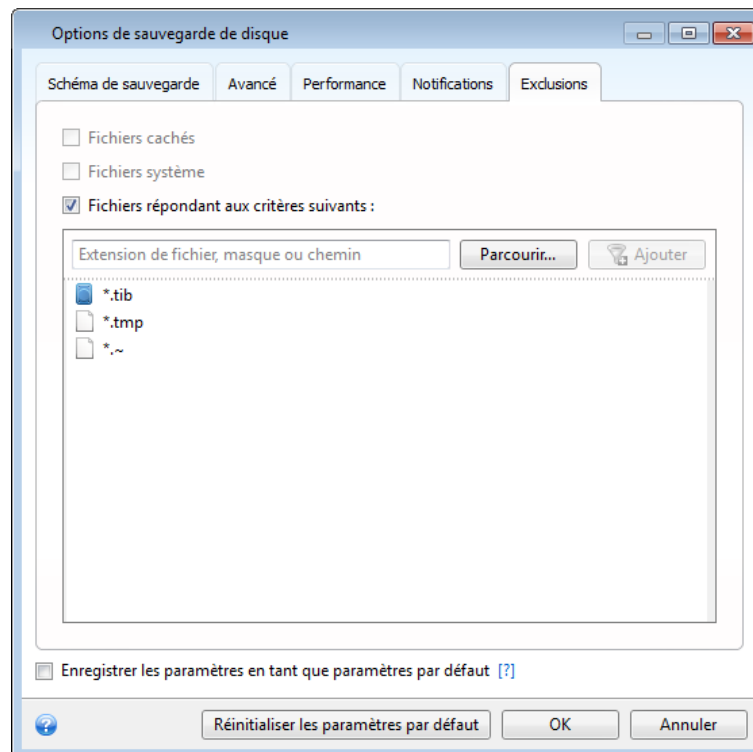 Options de sauvegarde de disque
Schéma de sauvegarde Avancé Performance Notifications Exclusions
Fichiers cachés
Fichiers système
Fichiers répondant aux critères suivants :
Extension de fichier, masque ou chemin Parcourir... Ajouter
*.tib
*.tmp
*.~
Enregistrer les paramètres en tant que paramètres par défaut [?]
? Réinitialiser les paramètres par défaut OK Annuler